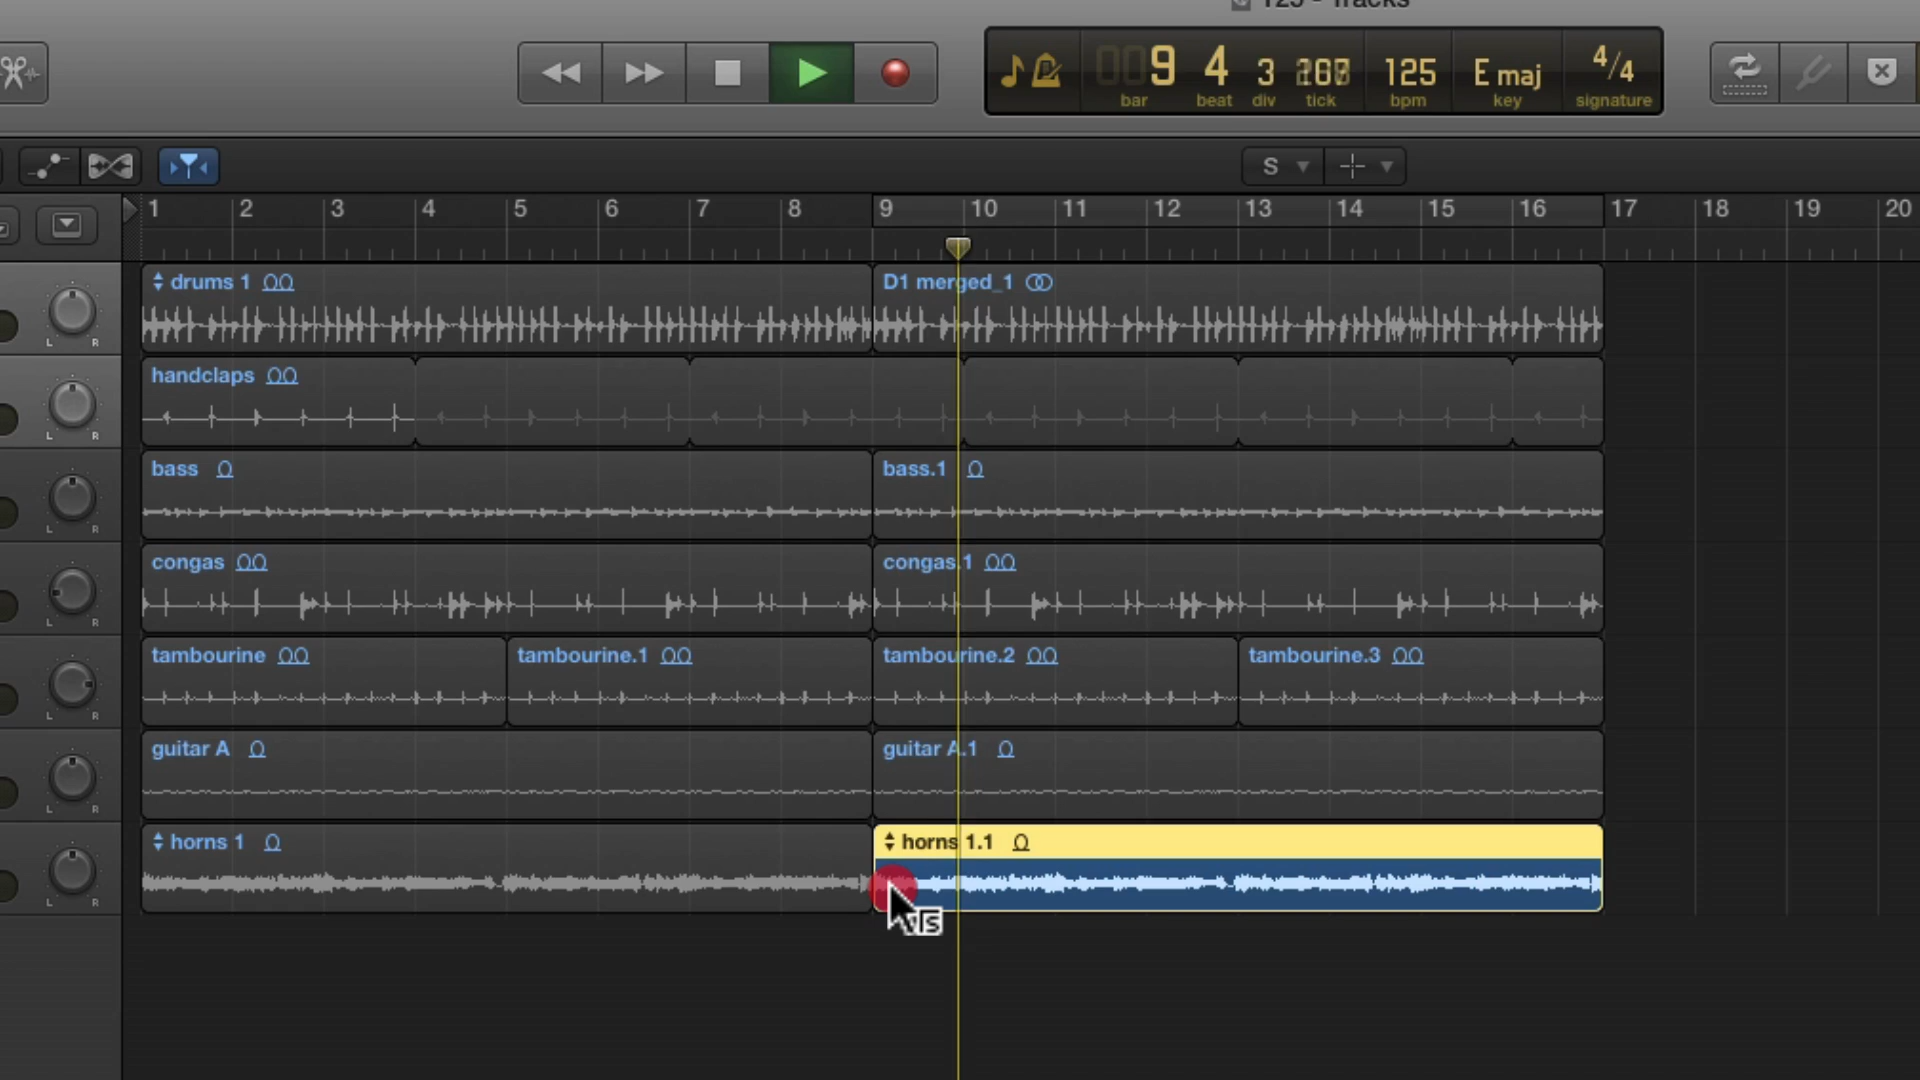 125 - Tracks
9 4 3 125 E maj 4/4
bar beat div tick bpm key signature
S
1 2 3 4 5 6 7 8 9 10 11 12 13 14 15 16 17 18 19 20
drums 1 D1 merged_1
L R
handclaps
L R
bass bass.1
L R
congas congas.1
L R
tambourine tambourine.1 tambourine.2 tambourine.3
L R
guitar A guitar A.1
L R
horns 1 horns 1.1
L R